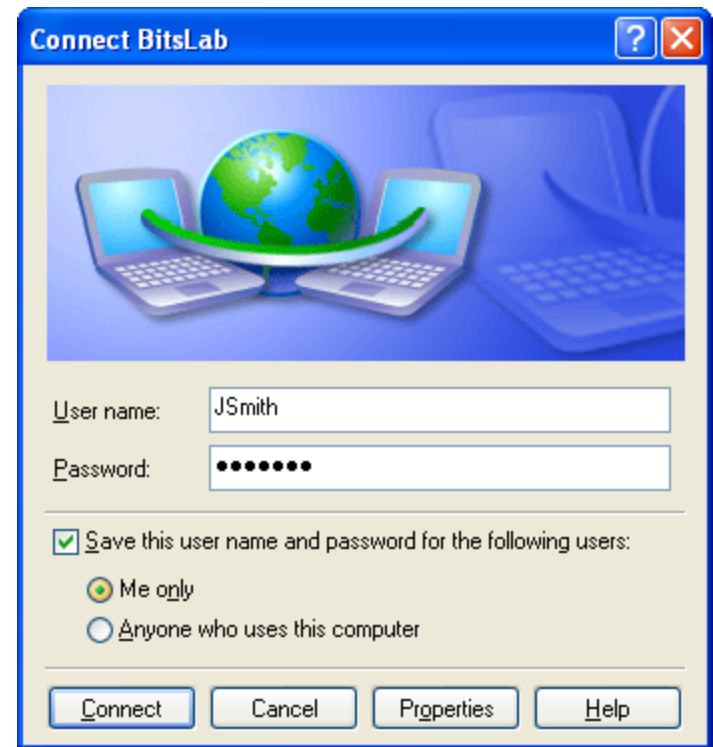 Connect BitsLab
User name:
JSmith
Password:
•••••••
Save this user name and password for the following users:
Me only
Anyone who uses this computer
Connect
Cancel
Properties
Help